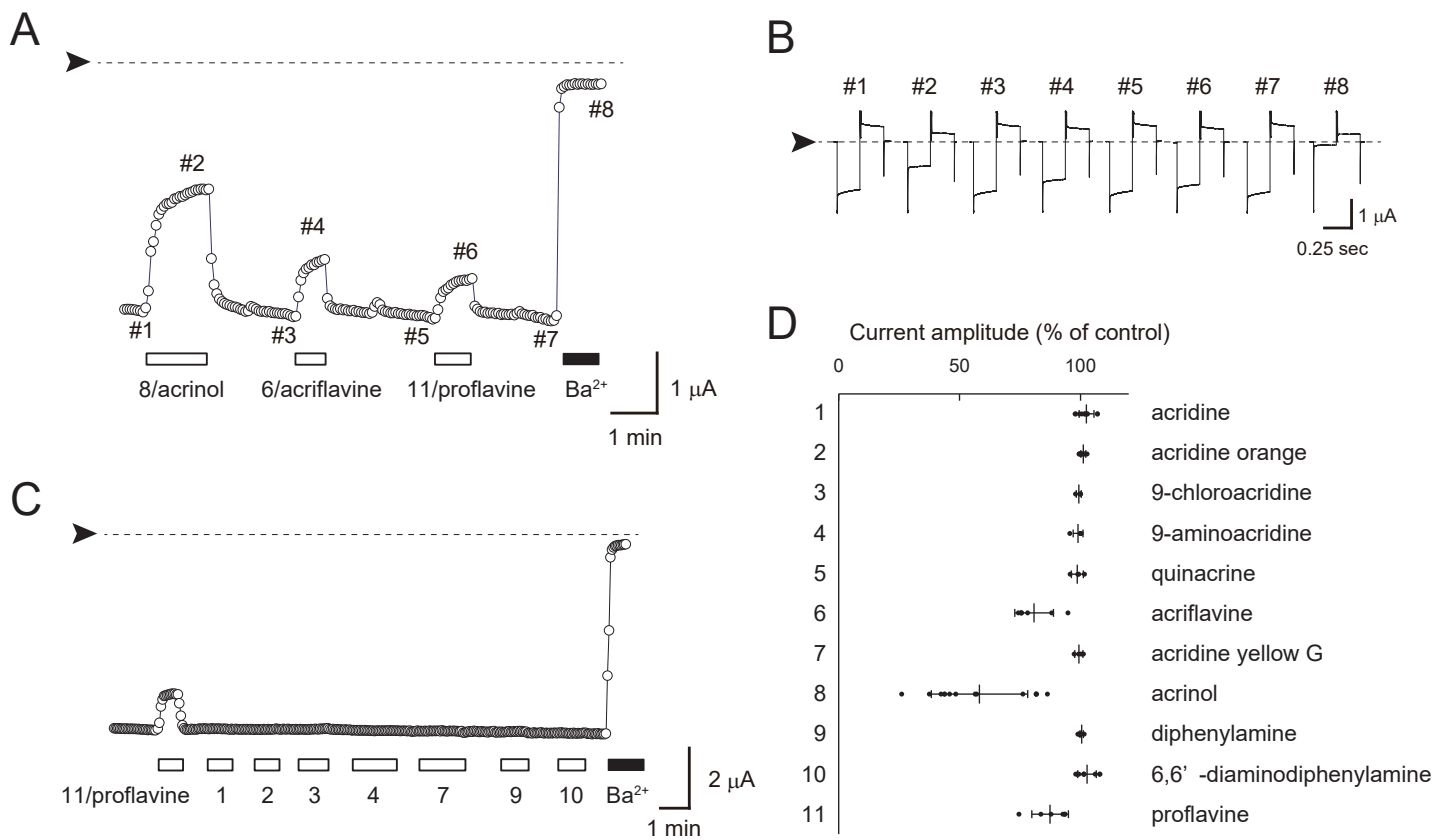 A
#1
#2
#3
#4
#5
#6
#7
#8
8/acrinol
6/acriflavine
11/proflavine
Ba²⁺
1 μA
1 min
B
#1 #2 #3 #4 #5 #6 #7 #8
1 μA
0.25 sec
C
11/proflavine 1 2 3 4 7 9 10 Ba²⁺
2 μA
1 min
D
Current amplitude (% of control)
0 50 100
1 acridine
2 acridine orange
3 9-chloroacridine
4 9-aminoacridine
5 quinacrine
6 acriflavine
7 acridine yellow G
8 acrinol
9 diphenylamine
10 6,6’ -diaminodiphenylamine
11 proflavine